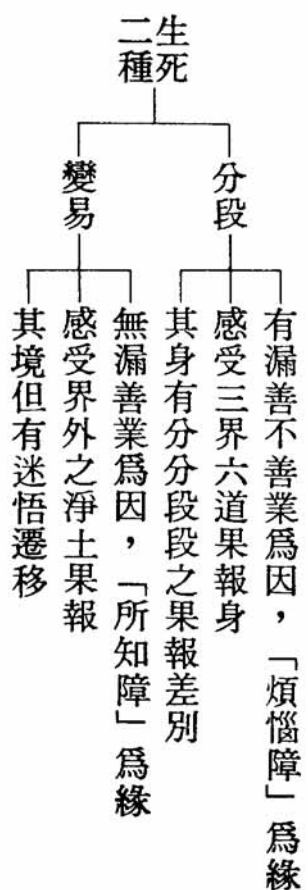 二種
生死
分段
有漏善不善業爲因，「煩惱障」爲緣
感受三界六道果報身
其身有分分段段之果報差別
變易
無漏善業爲因，「所知障」爲緣
感受界外之淨土果報
其境但有迷悟遷移